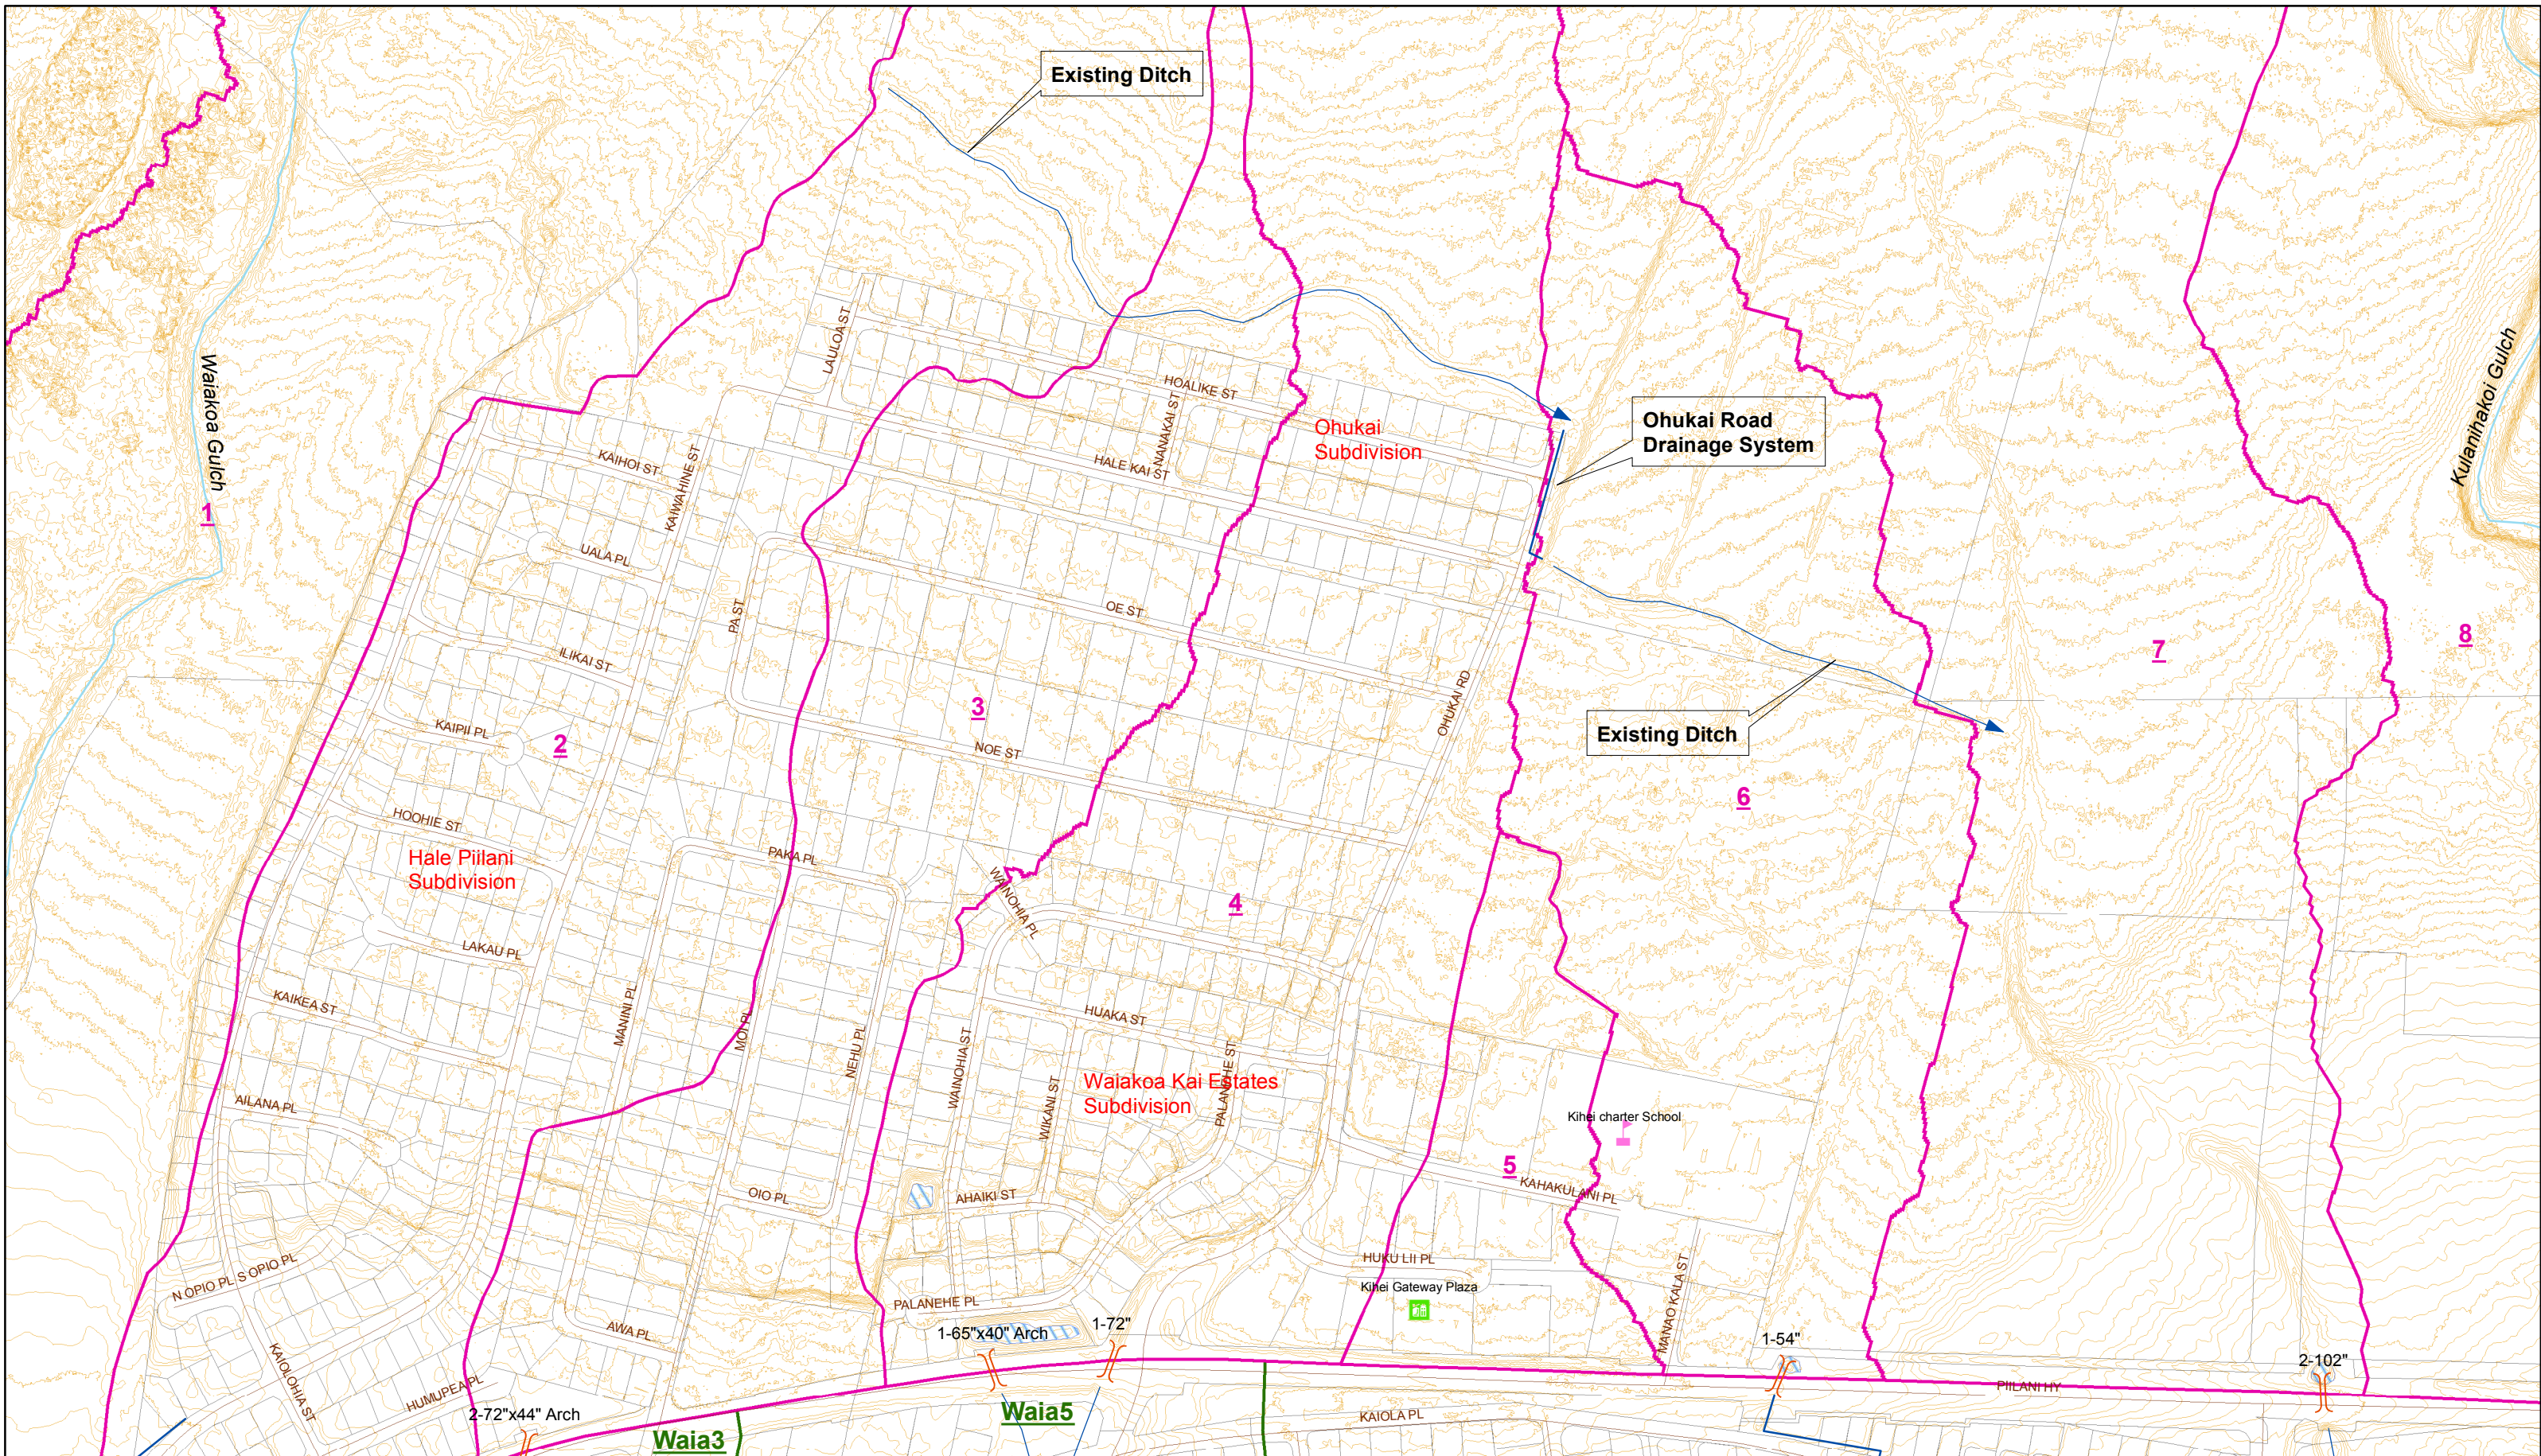 Existing Ditch
Waiakoa Gulch
1
LAULOA ST
HOALIKE ST
NANAKAI ST
Ohukai
Subdivision
Ohukai Road
Drainage System
Kulanihakoi Gulch
KAIHOI ST
KAIWAHINE ST
HALE KAI ST
UALA PL
PA ST
OE ST
ILIKAI ST
OHUKAI RD
7
8
KAIPII PL
2
3
NOE ST
Existing Ditch
6
HOOHIE ST
Hale Piilani
Subdivision
PAKA PL
WAINOHIA PL
4
LAKAU PL
KAIKEA ST
MANINI PL
MOI PL
NEHU PL
WAINOHIA ST
HUAKA ST
PALANEHE ST
WIKANI ST
Waiakoa Kai Estates
Subdivision
AILANA PL
Kihei charter School
5
KAHAKULANI PL
OIO PL
AHAIKI ST
N OPIO PL
S OPIO PL
HUKU LII PL
Kihei Gateway Plaza
MANAO KALA ST
PALANEHE PL
1-65"x40" Arch
1-72"
1-54"
2-102"
AWA PL
KAIOLOHIA ST
HUMUPEA PL
PIILANI HY
2-72"x44" Arch
Waia3
Waia5
KAIOLA PL